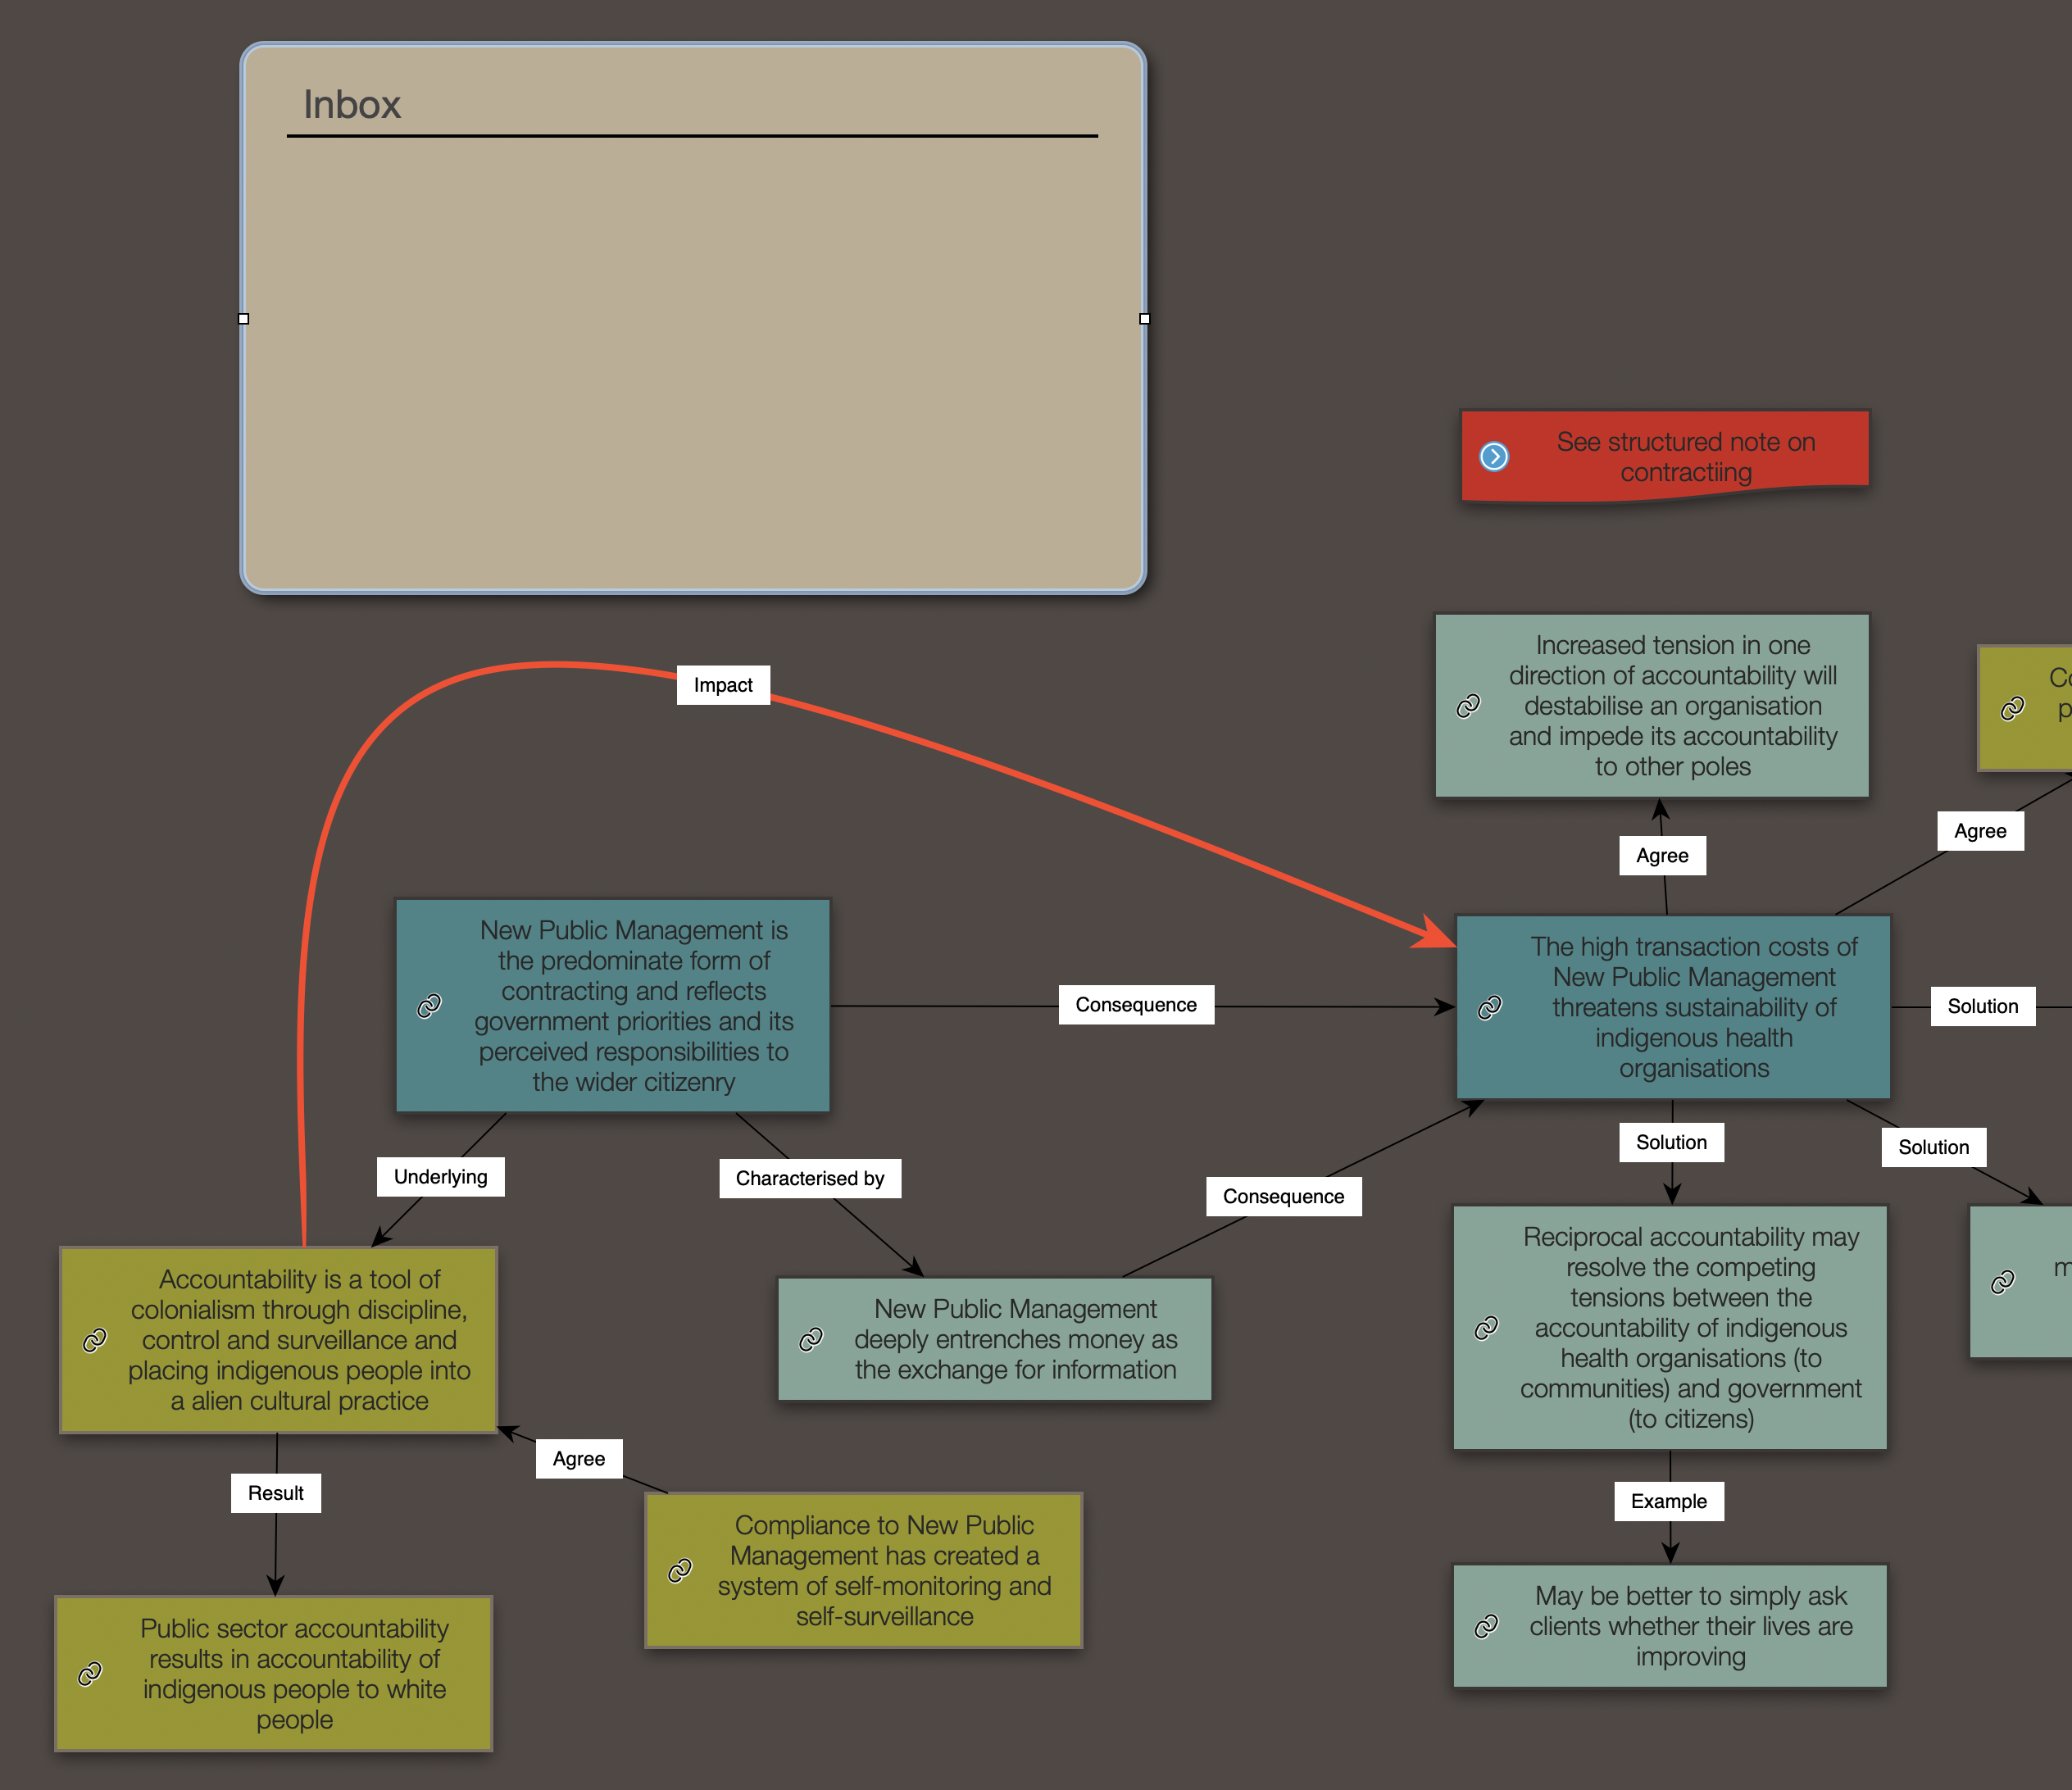 Inbox
See structured note on
contractiing
Increased tension in one
direction of accountability will
destabilise an organisation
and impede its accountability
to other poles
Impact
Agree
Agree
New Public Management is
the predominate form of
contracting and reflects
government priorities and its
perceived responsibilities to
the wider citizenry
Consequence
The high transaction costs of
New Public Management
threatens sustainability of
indigenous health
organisations
Solution
Underlying
Characterised by
Consequence
Solution
Solution
Accountability is a tool of
colonialism through discipline,
control and surveillance and
placing indigenous people into
a alien cultural practice
New Public Management
deeply entrenches money as
the exchange for information
Reciprocal accountability may
resolve the competing
tensions between the
accountability of indigenous
health organisations (to
communities) and government
(to citizens)
Agree
Result
Example
Compliance to New Public
Management has created a
system of self-monitoring and
self-surveillance
May be better to simply ask
clients whether their lives are
improving
Public sector accountability
results in accountability of
indigenous people to white
people